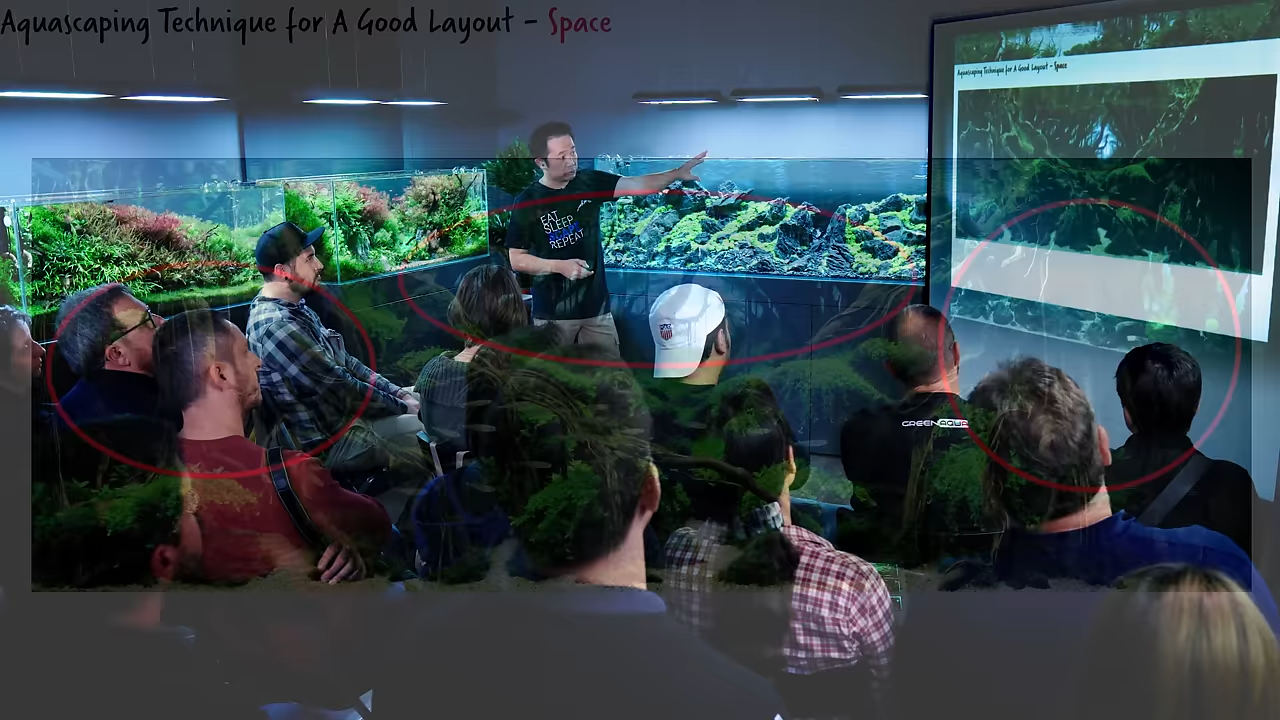 Aquascaping Technique for A Good Layout - Space
Aquascaping Technique for A Good Layout - Space
EAT
SLEEP
REPEAT
GREENAQUA